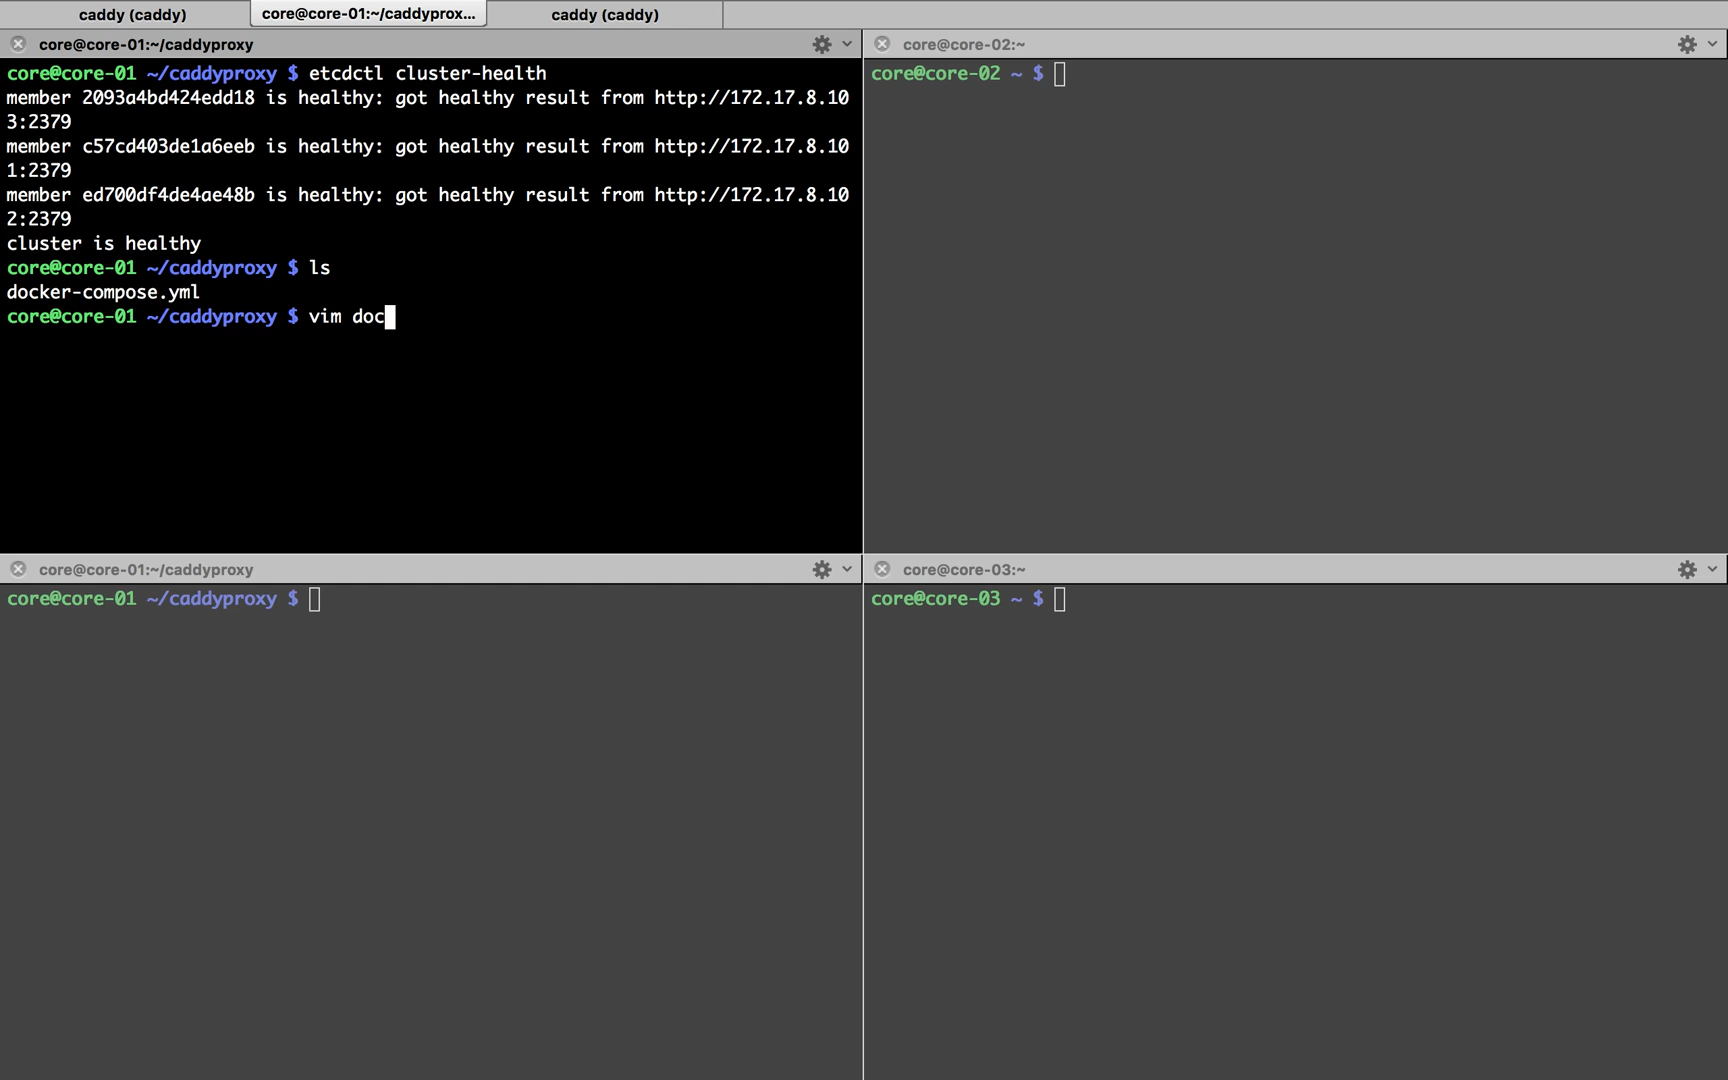 caddy (caddy)
core@core-01:~/caddyprox...
caddy (caddy)
core@core-01:~/caddyproxy
core@core-01 ~/caddyproxy $ etcdctl cluster-health
member 2093a4bd424edd18 is healthy: got healthy result from http://172.17.8.10
3:2379
member c57cd403de1a6eeb is healthy: got healthy result from http://172.17.8.10
1:2379
member ed700df4de4ae48b is healthy: got healthy result from http://172.17.8.10
2:2379
cluster is healthy
core@core-01 ~/caddyproxy $ ls
docker-compose.yml
core@core-01 ~/caddyproxy $ vim doc
core@core-02:~
core@core-02 ~ $
core@core-01:~/caddyproxy
core@core-01 ~/caddyproxy $
core@core-03:~
core@core-03 ~ $